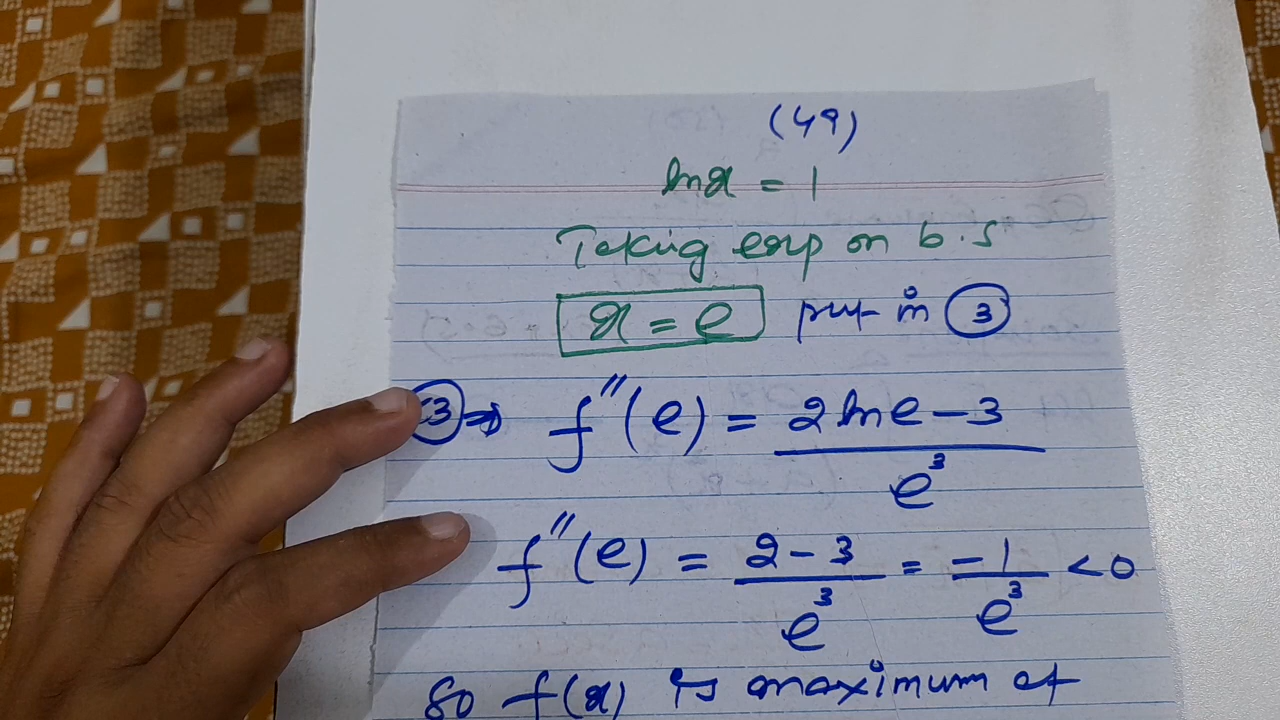 (49)
ln x = 1
Taking exp on b.s
x = e put in 3
3 ⇒ f''(e) = 2 ln e - 3 / e³
f''(e) = 2 - 3 / e³ = -1 / e³ < 0
So f(x) is maximum at